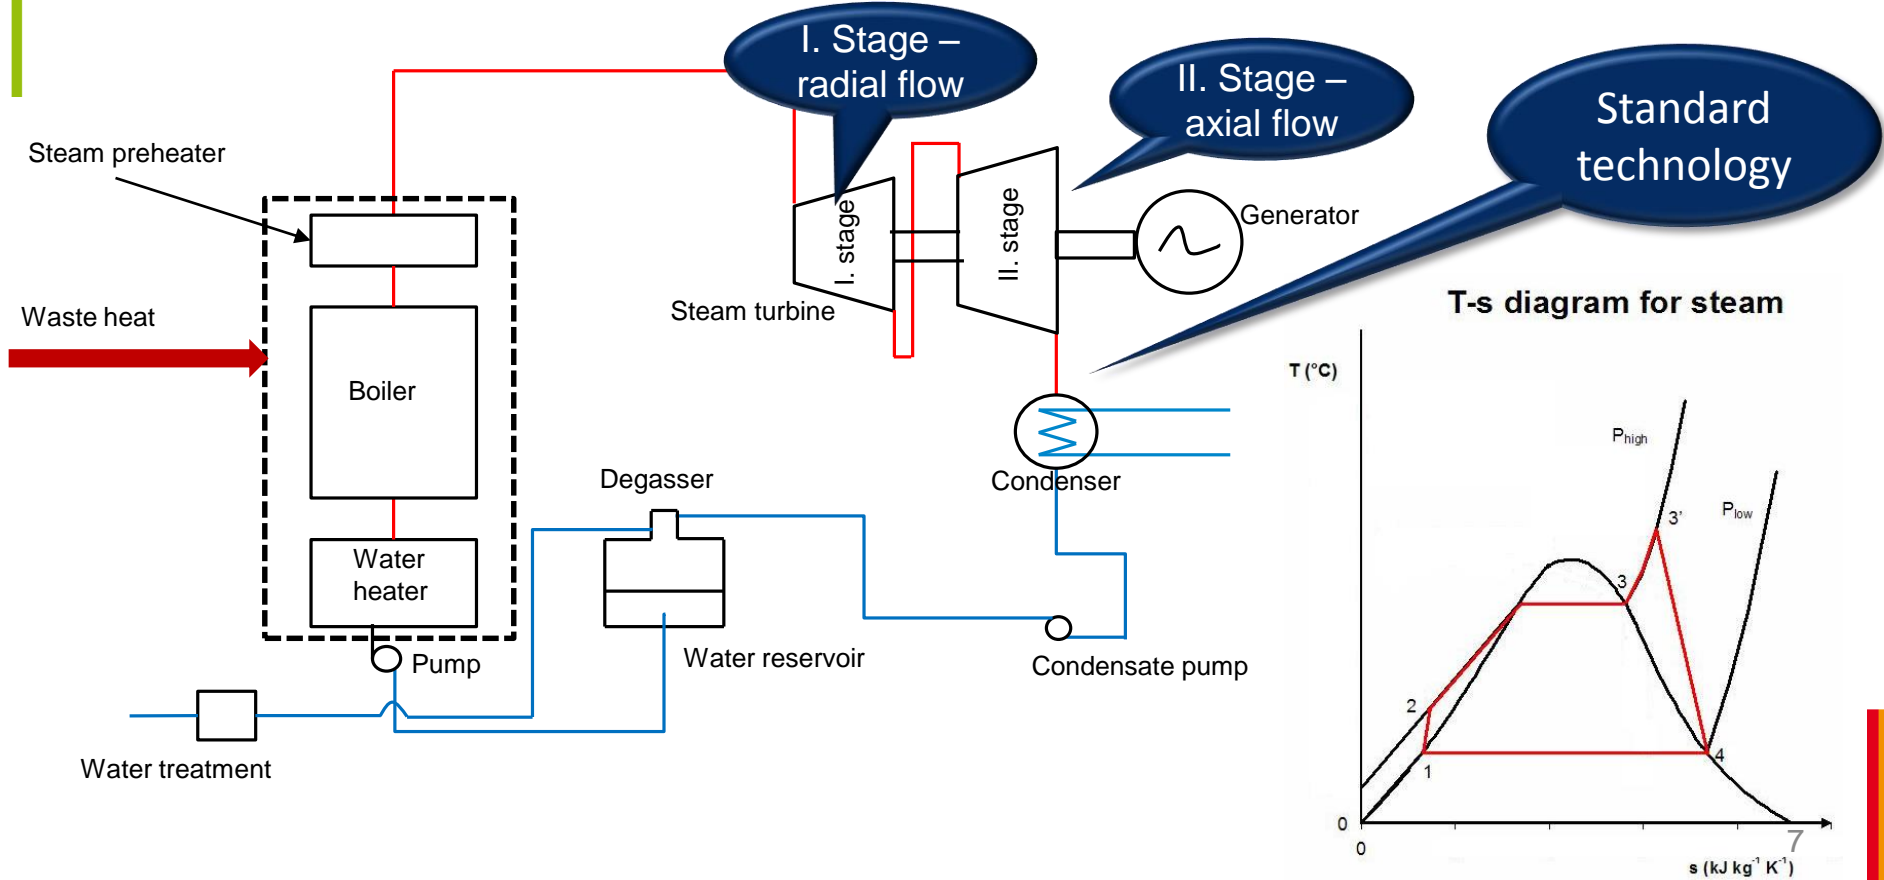 I. Stage –
radial flow
II. Stage –
axial flow
Standard
technology
Steam preheater
Waste heat
Boiler
Water
heater
Pump
Water treatment
Degasser
Water reservoir
I. stage
II. stage
Steam turbine
Generator
Condenser
Condensate pump
T-s diagram for steam
T (°C)
P_high
P_low
3'
3
2
1
4
0
0
7
s (kJ kg⁻¹ K⁻¹)